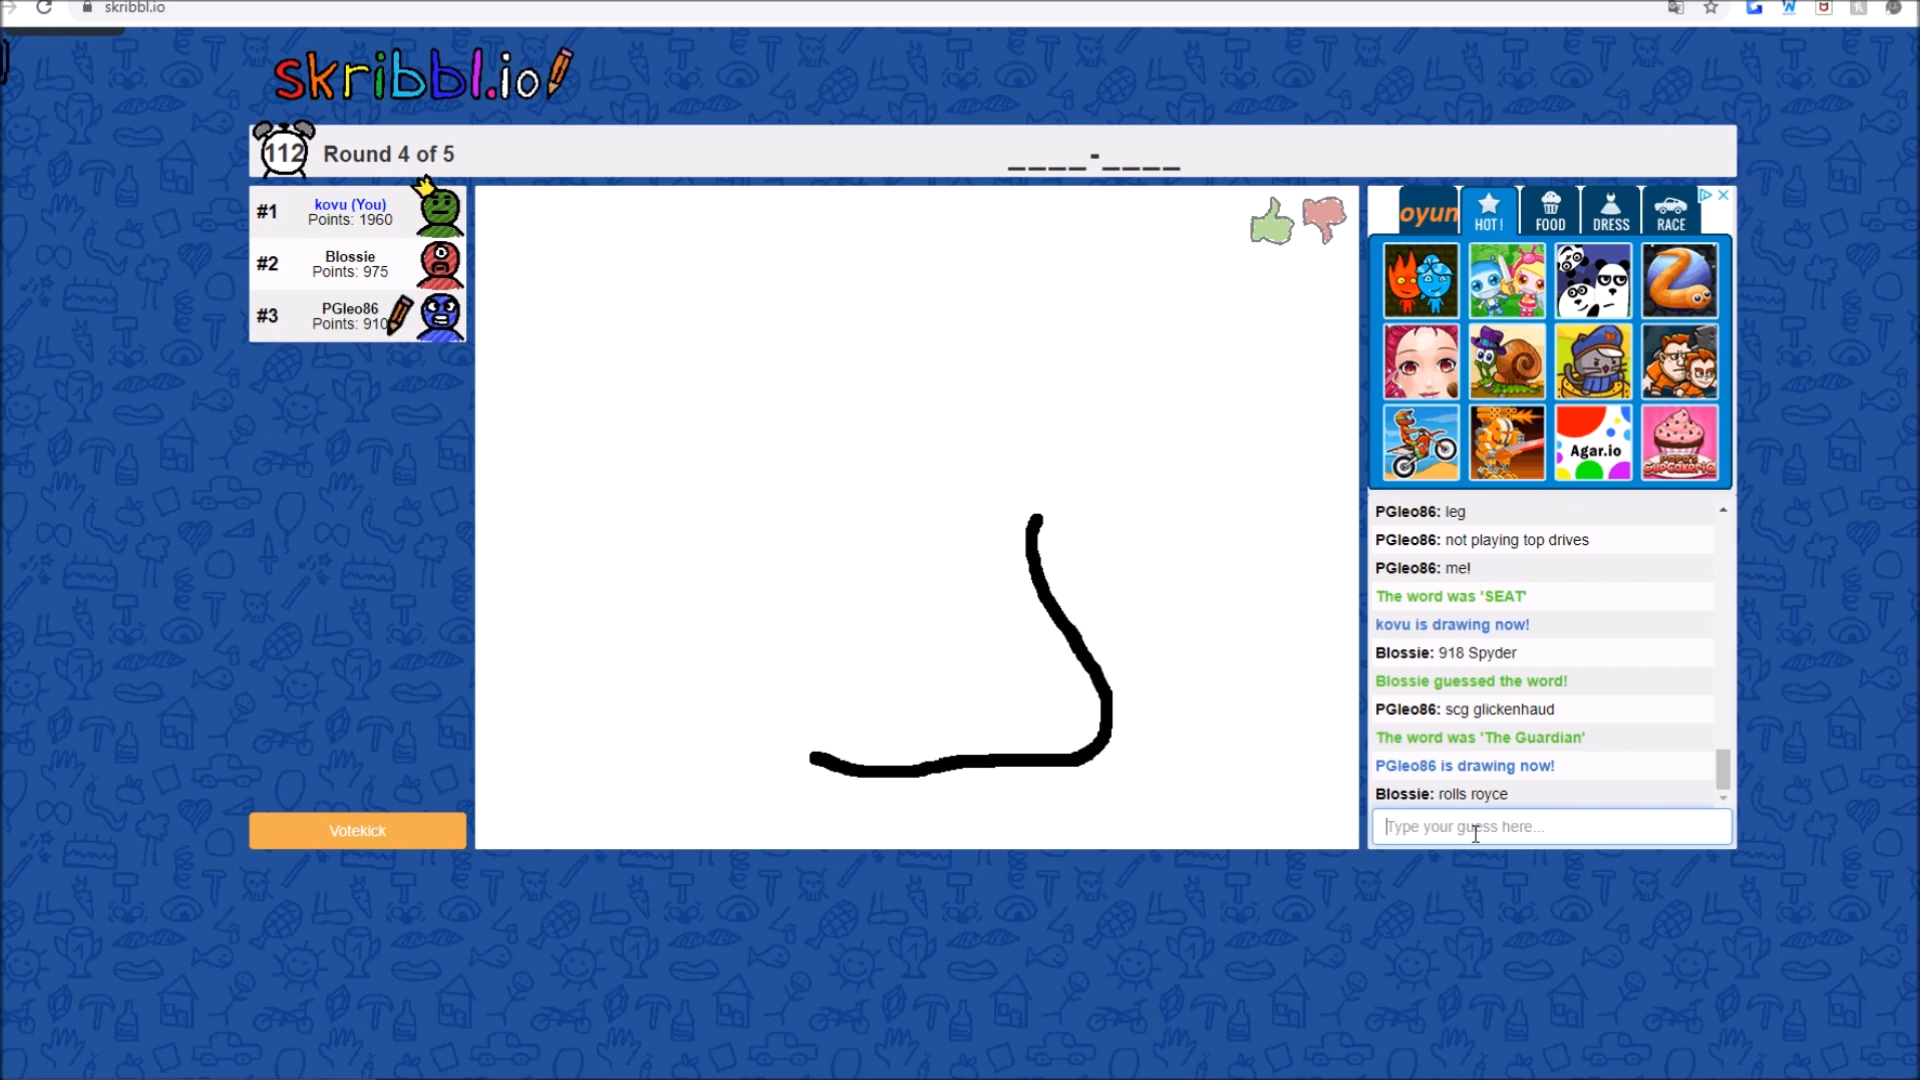 skribbl.io
skribbl.io
112
Round 4 of 5
____-____
#1
kovu (You)
Points: 1960
#2
Blossie
Points: 975
#3
PGleo86
Points: 910
Votekick
oyun
HOT!
FOOD
DRESS
RACE
Agar.io
PAPA'S
CUPCAKERIA
PGleo86: leg
PGleo86: not playing top drives
PGleo86: me!
The word was 'SEAT'
kovu is drawing now!
Blossie: 918 Spyder
Blossie guessed the word!
PGleo86: scg glickenhaud
The word was 'The Guardian'
PGleo86 is drawing now!
Blossie: rolls royce
Type your guess here...